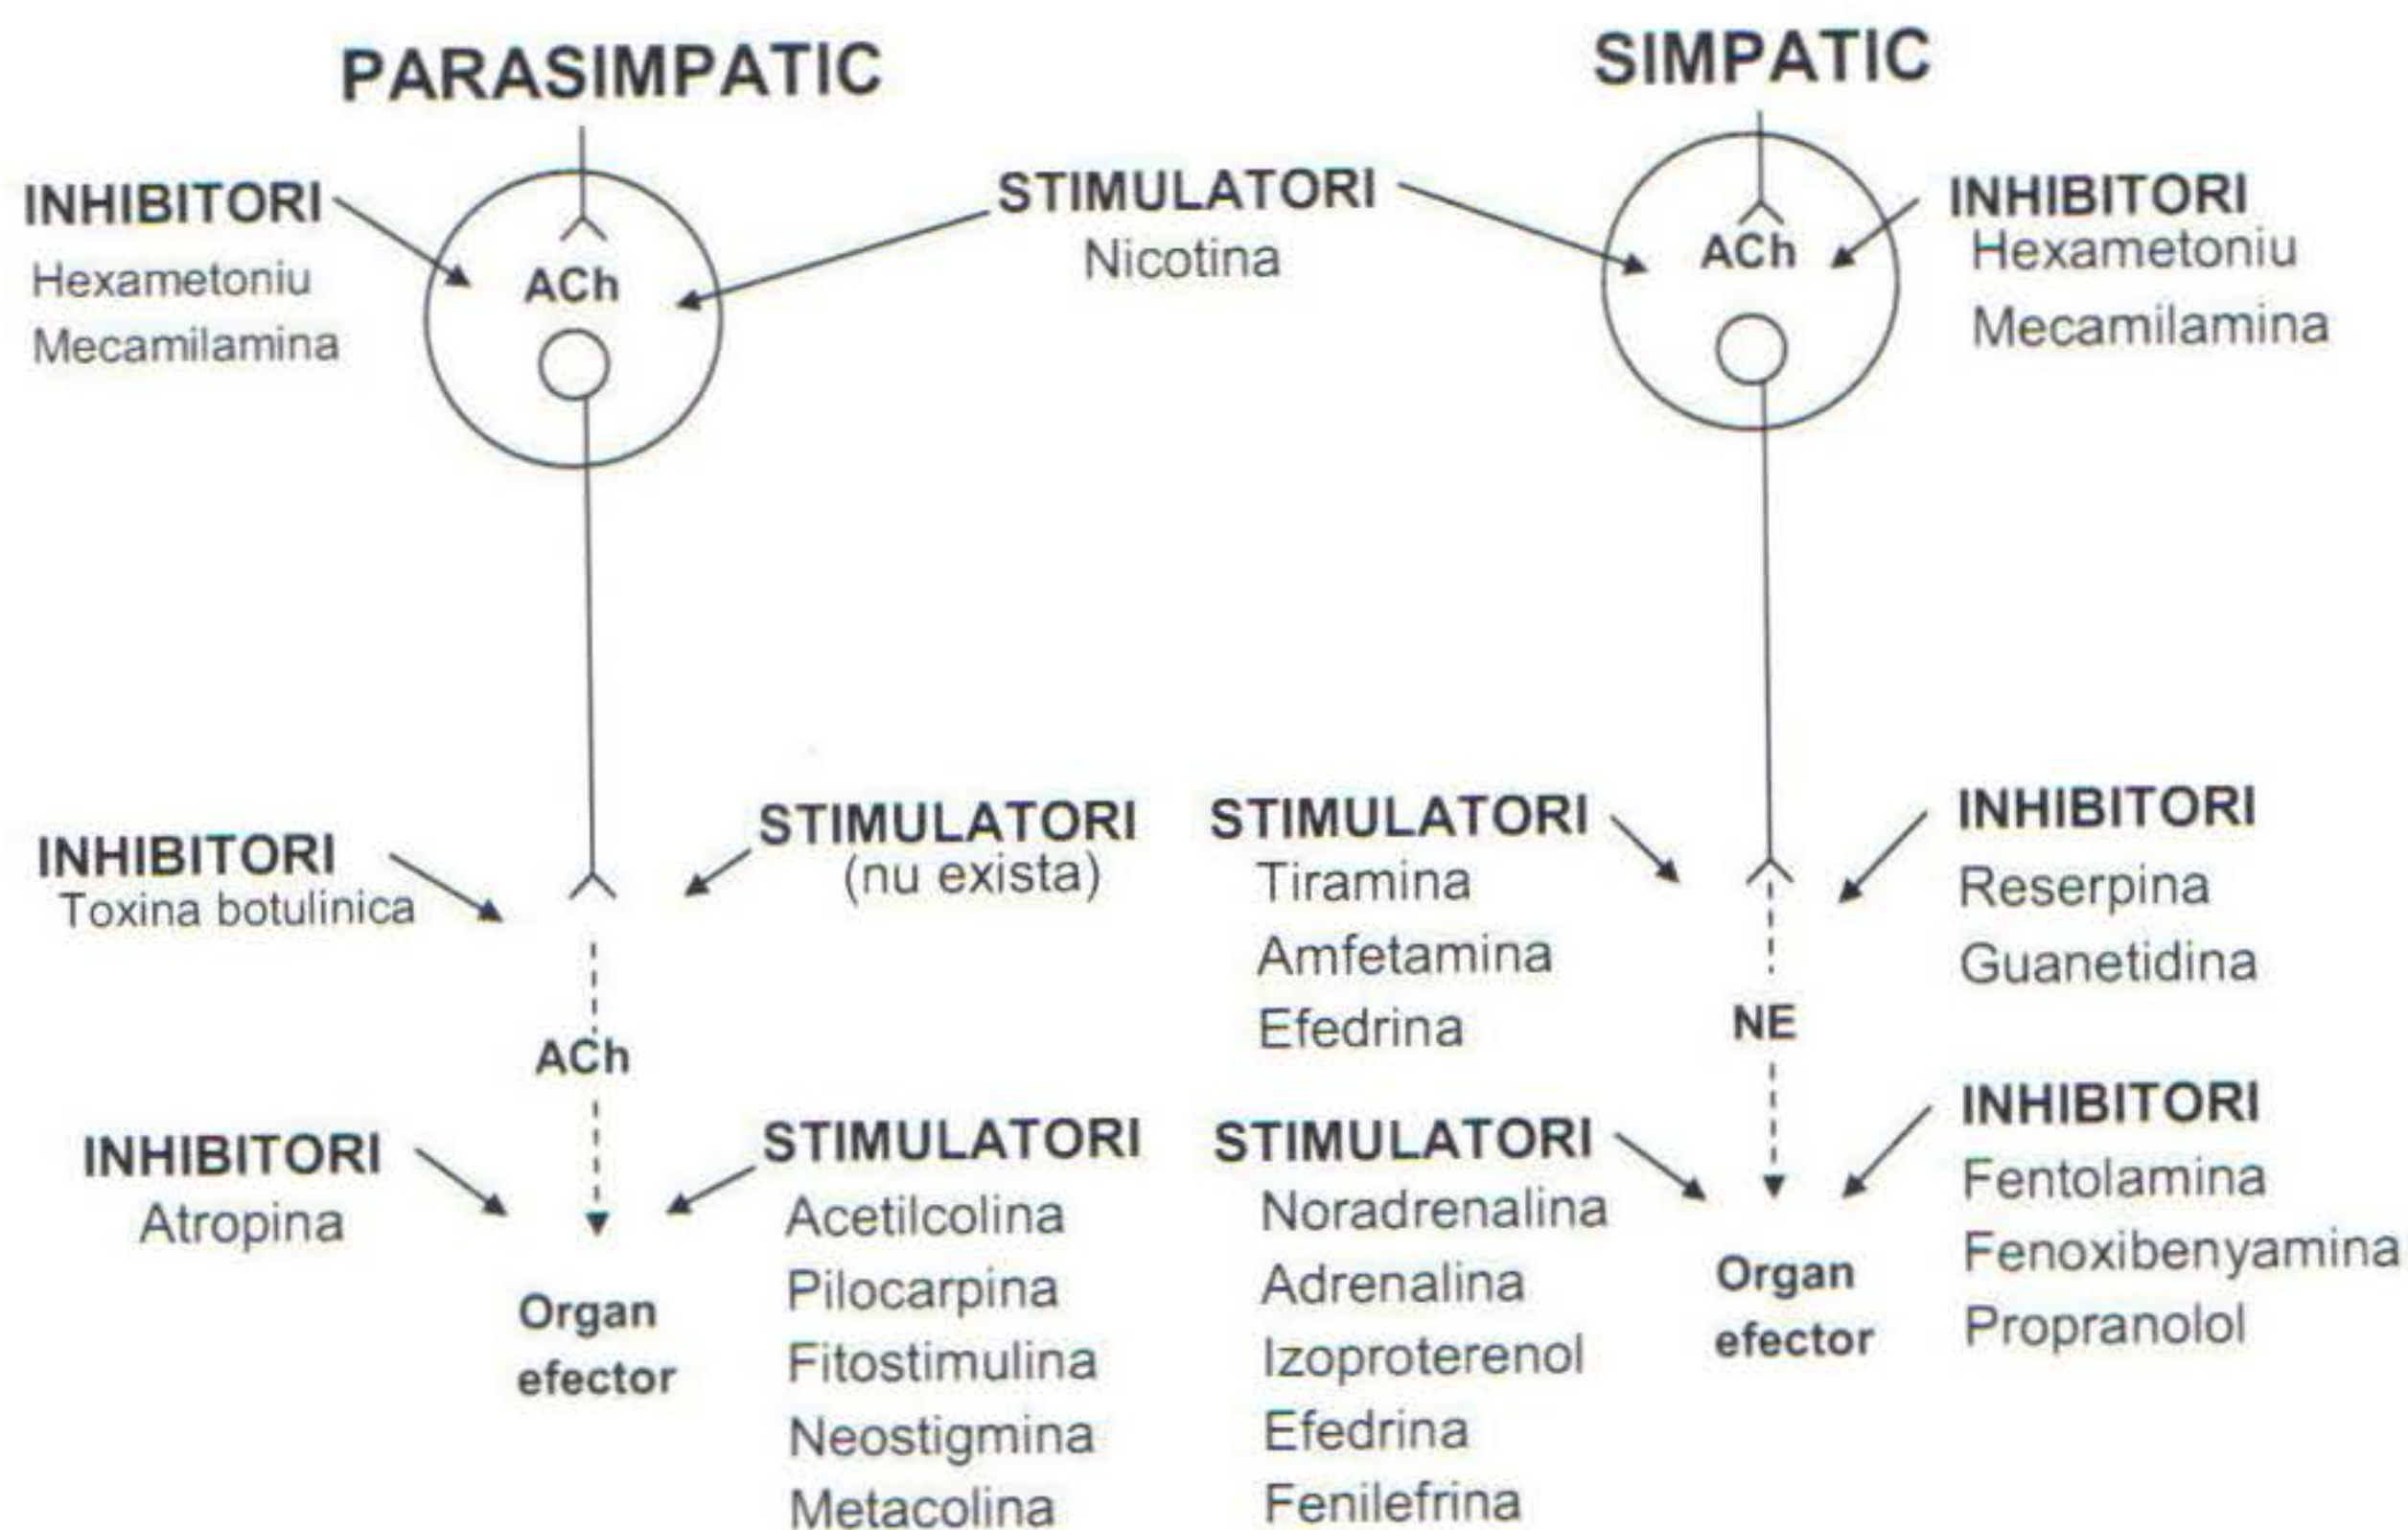 PARASIMPATIC
SIMPATIC
INHIBITORI
Hexametoniu
Mecamilamina
ACh
STIMULATORI
Nicotina
ACh
INHIBITORI
Hexametoniu
Mecamilamina
INHIBITORI
Toxina botulinica
STIMULATORI
(nu exista)
STIMULATORI
Tiramina
Amfetamina
Efedrina
INHIBITORI
Reserpina
Guanetidina
ACh
NE
INHIBITORI
Atropina
Organ
efector
STIMULATORI
Acetilcolina
Pilocarpina
Fitostimulina
Neostigmina
Metacolina
STIMULATORI
Noradrenalina
Adrenalina
Izoproterenol
Efedrina
Fenilefrina
Organ
efector
INHIBITORI
Fentolamina
Fenoxibenyamina
Propranolol